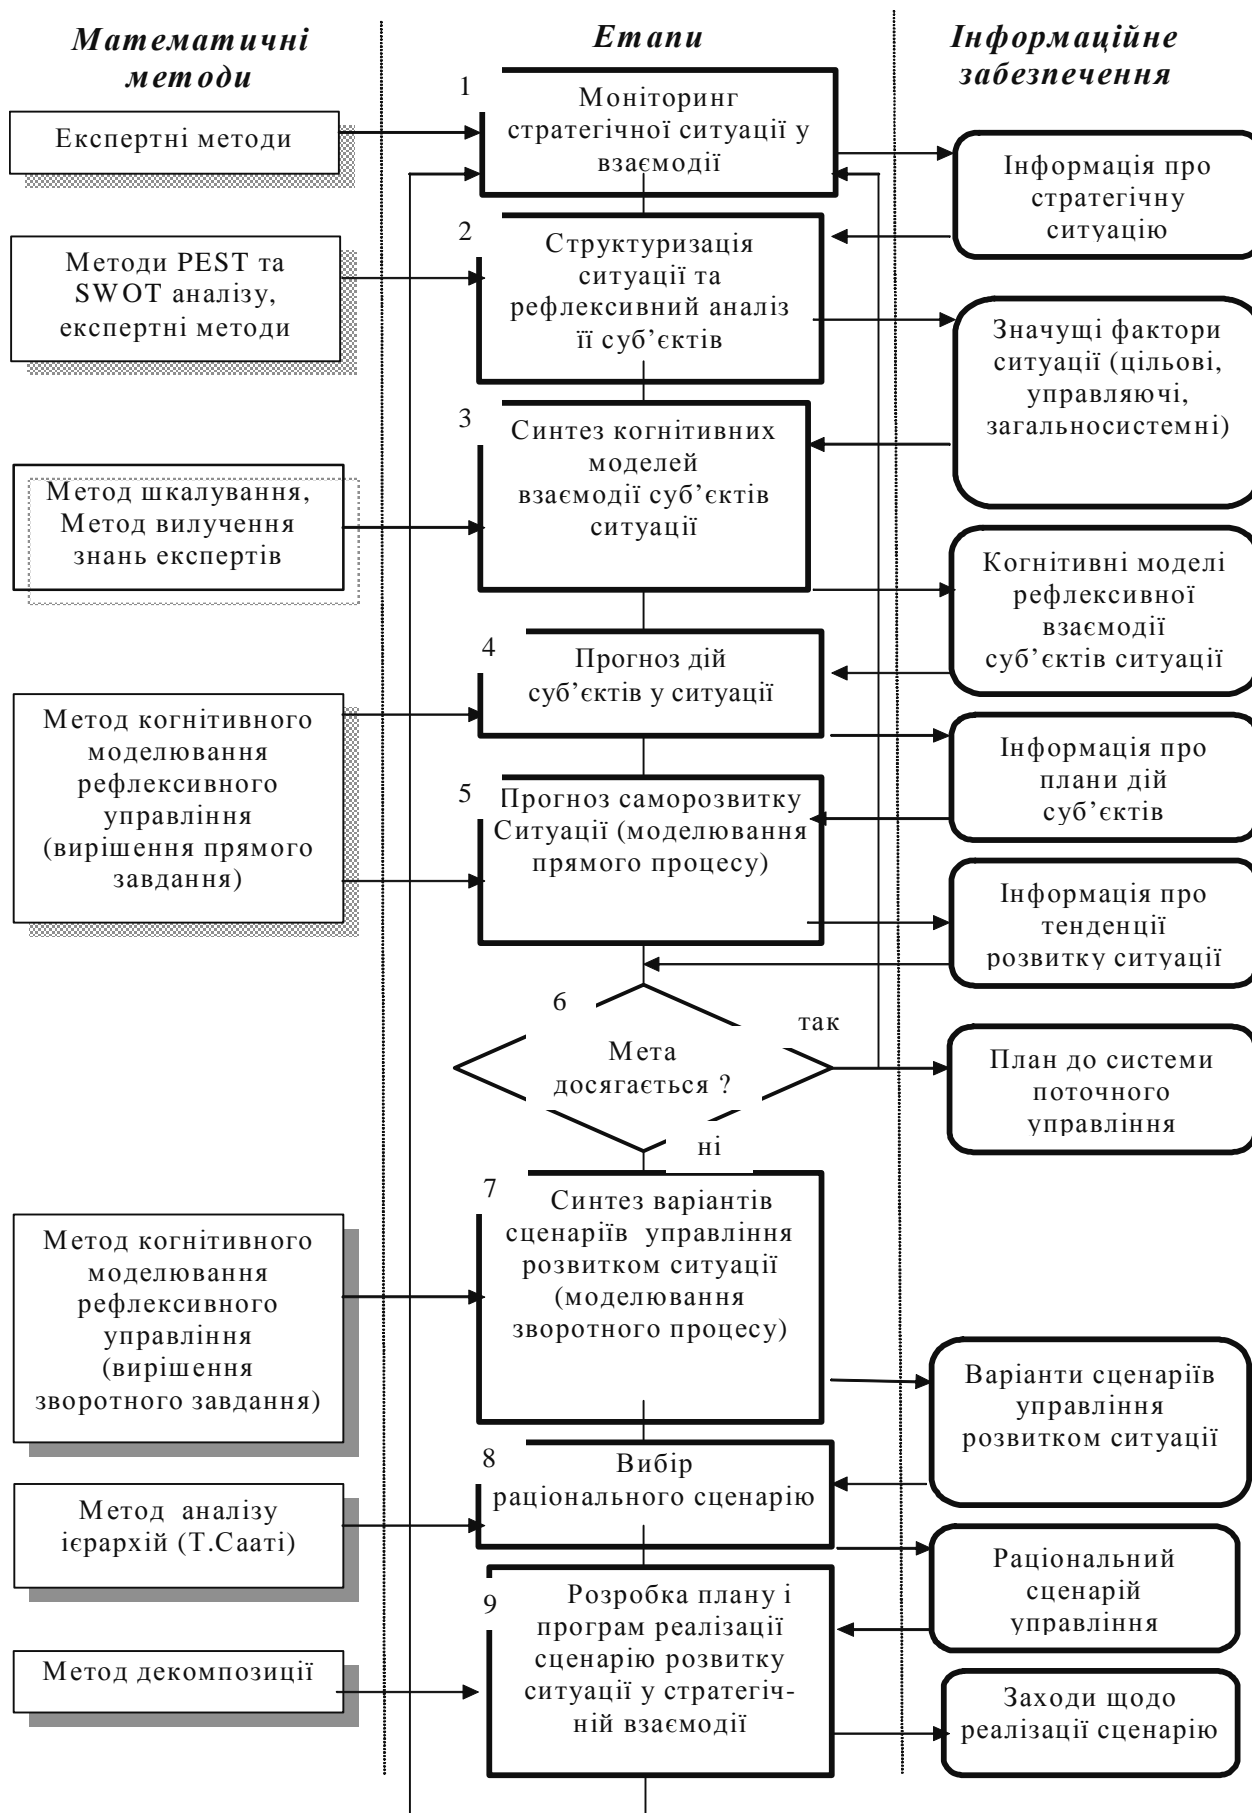 Математичні
методи
Етапи
Інформаційне
забезпечення
Експертні методи
1
Моніторинг
стратегічної ситуації у
взаємодії
Інформація про
стратегічну
ситуацію
Методи PEST та
SWOT аналізу,
експертні методи
2
Структуризація
ситуації та
рефлексивний аналіз
її суб’єктів
Значущі фактори
ситуації (цільові,
управляючі,
загальносистемні)
3
Синтез когнітивних
моделей
взаємодії суб’єктів
ситуації
Метод шкалування,
Метод вилучення
знань експертів
Когнітивні моделі
рефлексивної
взаємодії
суб’єктів ситуації
4
Прогноз дій
суб’єктів у ситуації
Метод когнітивного
моделювання
рефлексивного
управління
(вирішення прямого
завдання)
Інформація про
плани дій
суб’єктів
5
Прогноз саморозвитку
Ситуації (моделювання
прямого процесу)
Інформація про
тенденції
розвитку ситуації
6
Мета
досягається ?
так
ні
План до системи
поточного
управління
7
Синтез варіантів
сценаріїв управління
розвитком ситуації
(моделювання
зворотного процесу)
Метод когнітивного
моделювання
рефлексивного
управління
(вирішення
зворотного завдання)
Варіанти сценаріїв
управління
розвитком ситуації
8
Вибір
раціонального сценарію
Метод аналізу
ієрархій (Т.Сааті)
Раціональний
сценарій
управління
9
Розробка плану і
програм реалізації
сценарію розвитку
ситуації у стратегіч-
ній взаємодії
Метод декомпозиції
Заходи щодо
реалізації сценарію